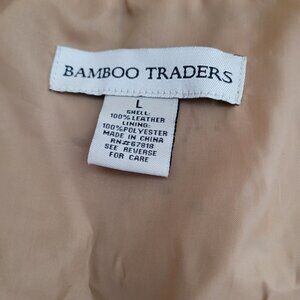 BAMBOO TRADERS
L
SHELL:
100% LEATHER
LINING:
100%POLYESTER
MADE IN CHINA
RN#67818
SEE REVERSE
FOR CARE